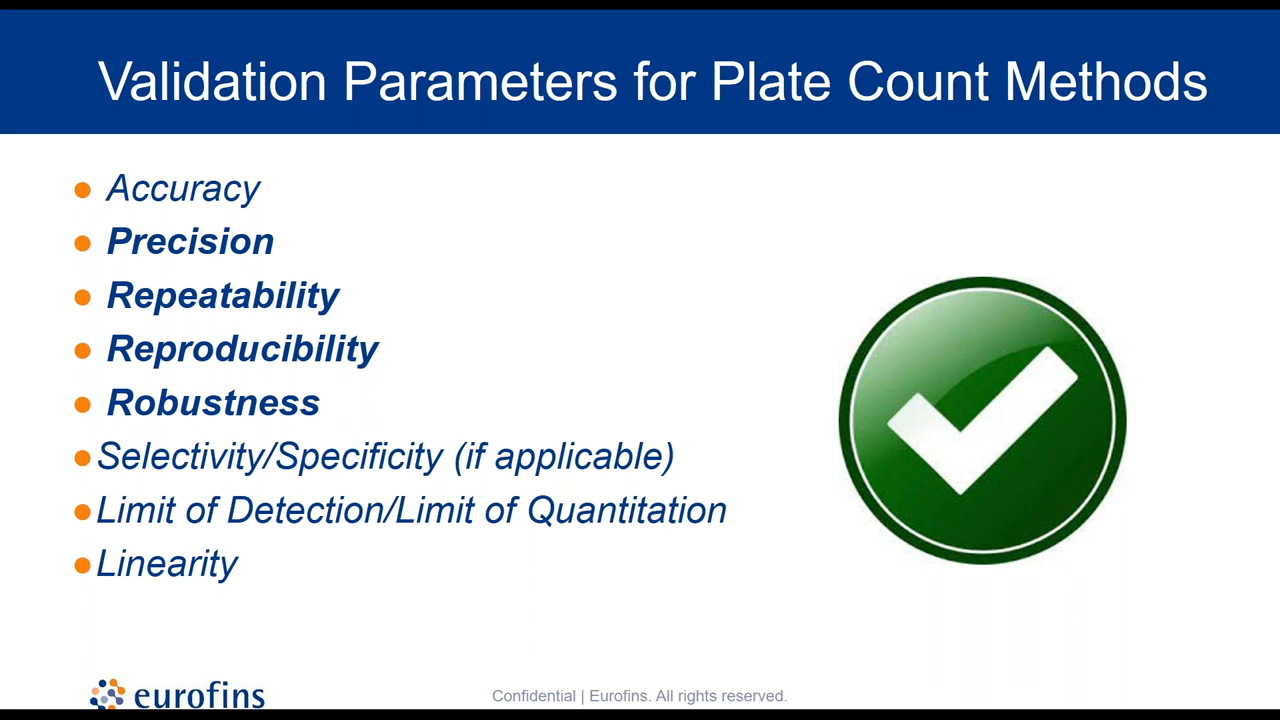 Validation Parameters for Plate Count Methods
● Accuracy
● Precision
● Repeatability
● Reproducibility
● Robustness
● Selectivity/Specificity (if applicable)
● Limit of Detection/Limit of Quantitation
● Linearity
eurofins
Confidential | Eurofins. All rights reserved.